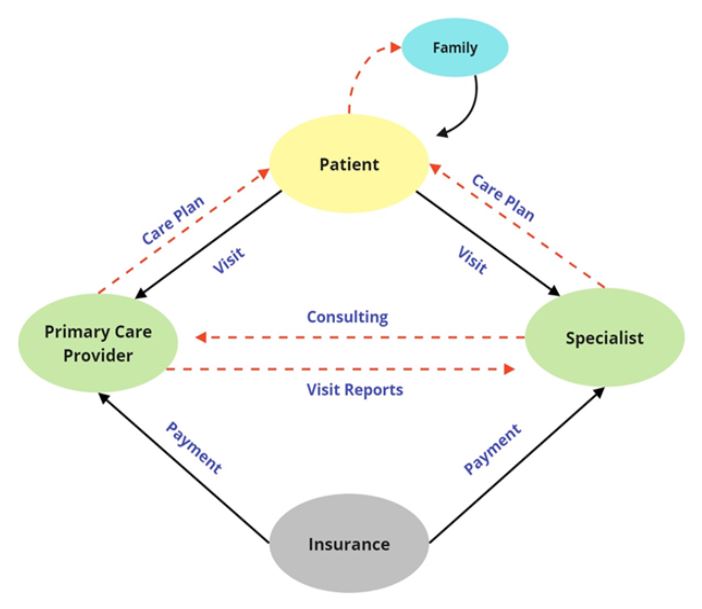 Family
Patient
Care Plan
Care Plan
Visit
Visit
Consulting
Primary Care
Provider
Specialist
Visit Reports
Payment
Payment
Insurance